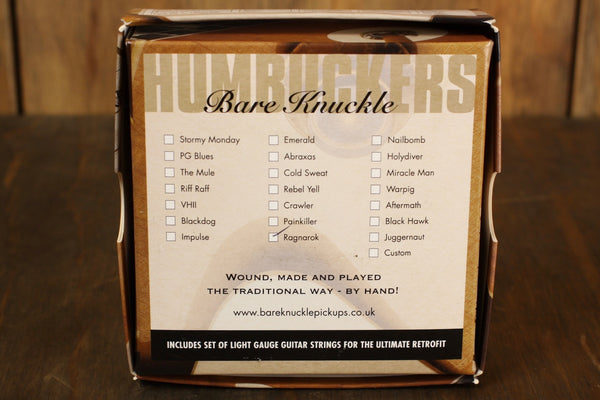 HUMBUCKERS
Bare Knuckle
Stormy Monday
PG Blues
The Mule
Riff Raff
VHII
Blackdog
Impulse
Emerald
Abraxas
Cold Sweat
Rebel Yell
Crawler
Painkiller
Ragnarok
Nailbomb
Holydiver
Miracle Man
Warpig
Aftermath
Black Hawk
Juggernaut
Custom
WOUND, MADE AND PLAYED
THE TRADITIONAL WAY - BY HAND!
www.bareknucklepickups.co.uk
INCLUDES SET OF LIGHT GAUGE GUITAR STRINGS FOR THE ULTIMATE RETROFIT